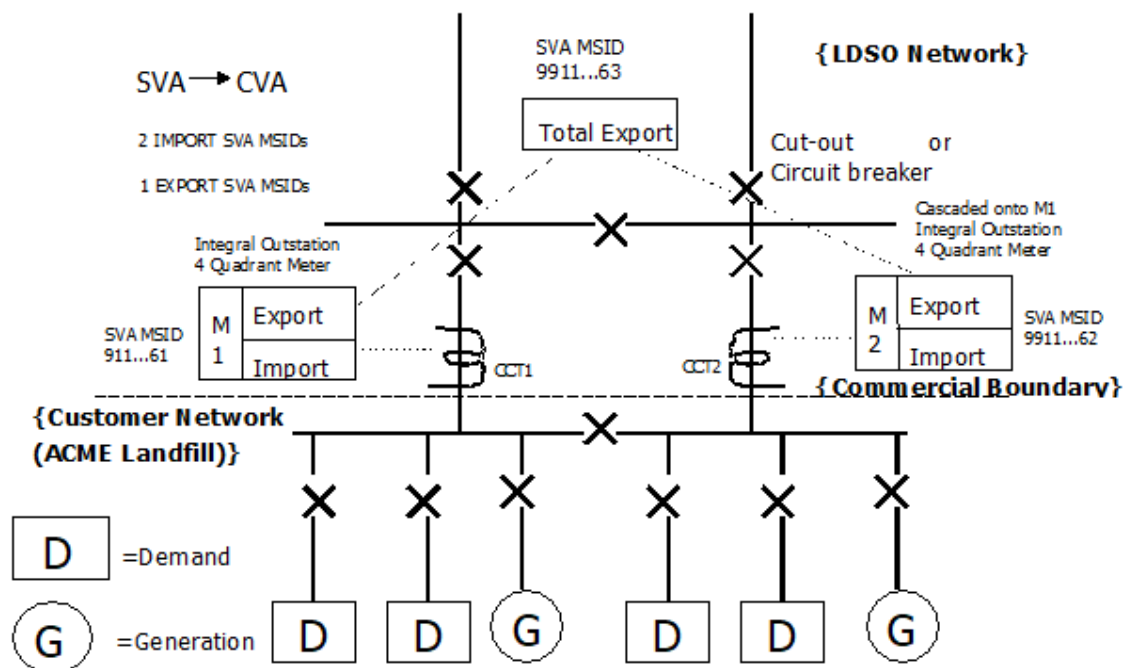 SVA MSID
9911...63
{LDSO Network}
SVA → CVA
Total Export
2 IMPORT SVA MSIDs
Cut-out or
Circuit breaker
1 EXPORT SVA MSIDs
Cascaded onto M1
Integral Outstation
4 Quadrant Meter
Integral Outstation
4 Quadrant Meter
SVA MSID
911...61
M
1
Export
Import
CCT1
CCT2
M
2
Export
Import
SVA MSID
9911...62
{Commercial Boundary}
{Customer Network
(ACME Landfill)}
D =Demand
G =Generation
D D G D D G